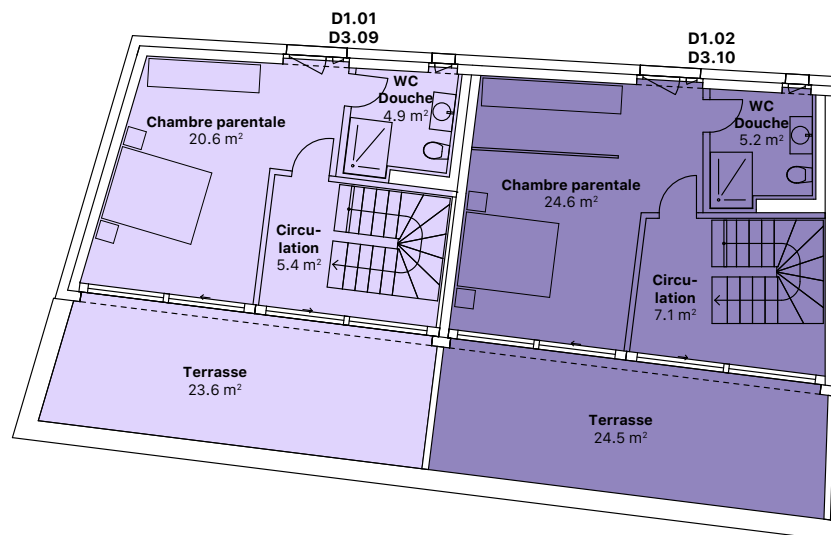 D1.01
D3.09
D1.02
D3.10
WC
Douche
4.9 m²
Chambre parentale
20.6 m²
Circu-
lation
5.4 m²
WC
Douche
5.2 m²
Chambre parentale
24.6 m²
Circu-
lation
7.1 m²
Terrasse
23.6 m²
Terrasse
24.5 m²